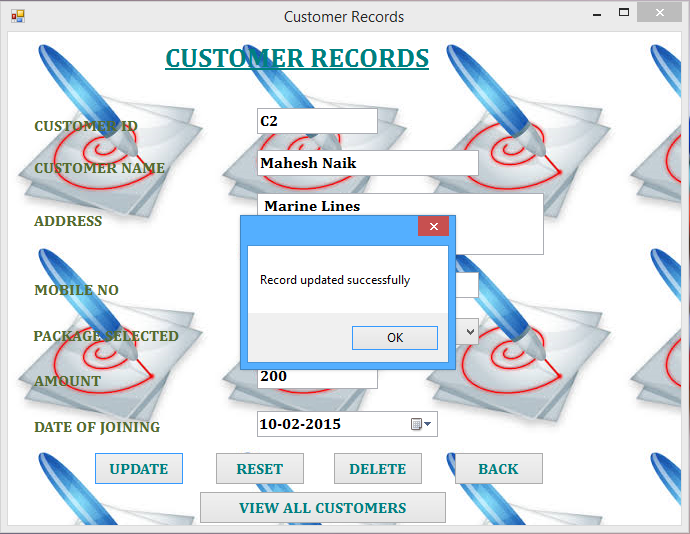 Customer Records
CUSTOMER RECORDS
CUSTOMER ID
C2
CUSTOMER NAME
Mahesh Naik
ADDRESS
Marine Lines
Record updated successfully
OK
MOBILE NO
PACKAGE SELECTED
AMOUNT
200
DATE OF JOINING
10-02-2015
UPDATE RESET DELETE BACK
VIEW ALL CUSTOMERS